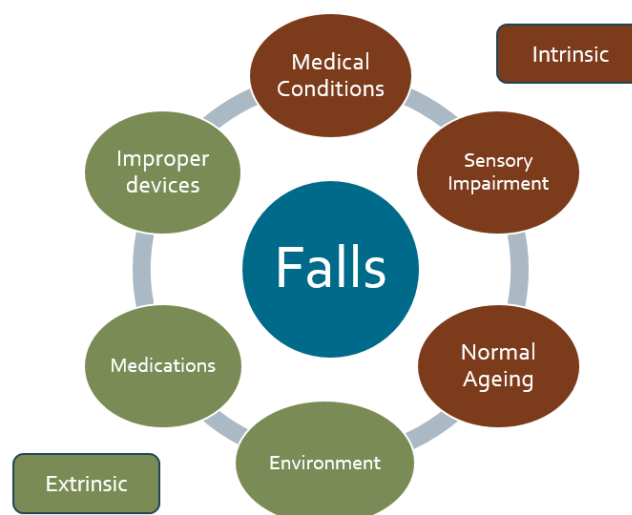 Medical
Conditions
Intrinsic
Improper
devices
Sensory
Impairment
Falls
Medications
Normal
Ageing
Environment
Extrinsic